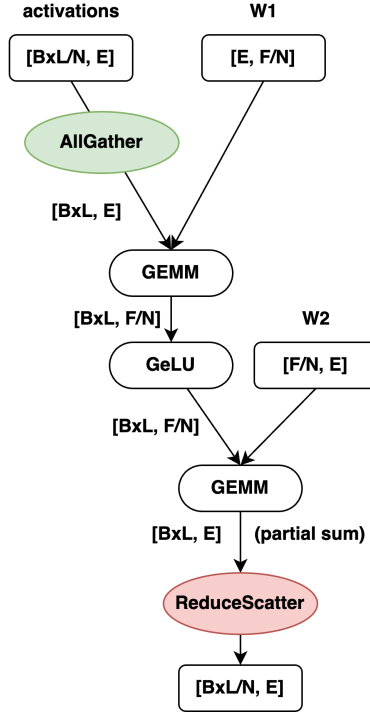 activations W1
[BxL/N, E] [E, F/N]
AllGather
[BxL, E]
GEMM
[BxL, F/N]
W2
GeLU [F/N, E]
[BxL, F/N]
GEMM
[BxL, E] (partial sum)
ReduceScatter
[BxL/N, E]